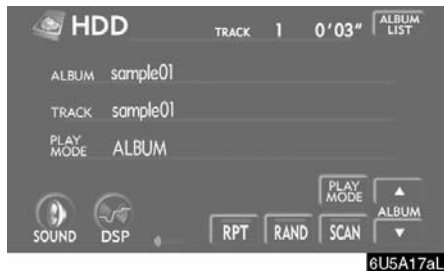 HDD TRACK 1 0'03" ALBUM LIST
ALBUM sample01
TRACK sample01
PLAY MODE ALBUM
PLAY MODE ▲
ALBUM
SOUND DSP RPT RAND SCAN ▼
6U5A17aL